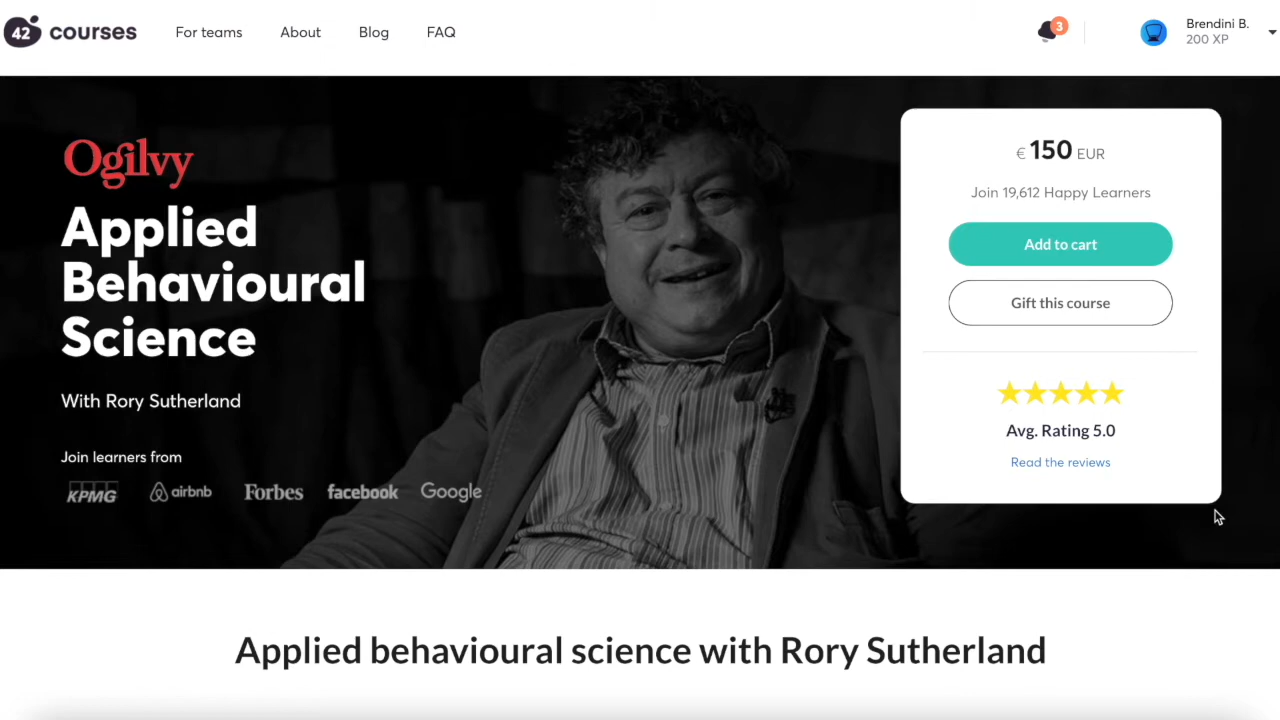 42 courses
For teams
About
Blog
FAQ
3
Brendini B.
200 XP
Ogilvy
Applied
Behavioural
Science
With Rory Sutherland
Join learners from
KPMG airbnb Forbes facebook Google
€ 150 EUR
Join 19,612 Happy Learners
Add to cart
Gift this course
Avg. Rating 5.0
Read the reviews
Applied behavioural science with Rory Sutherland